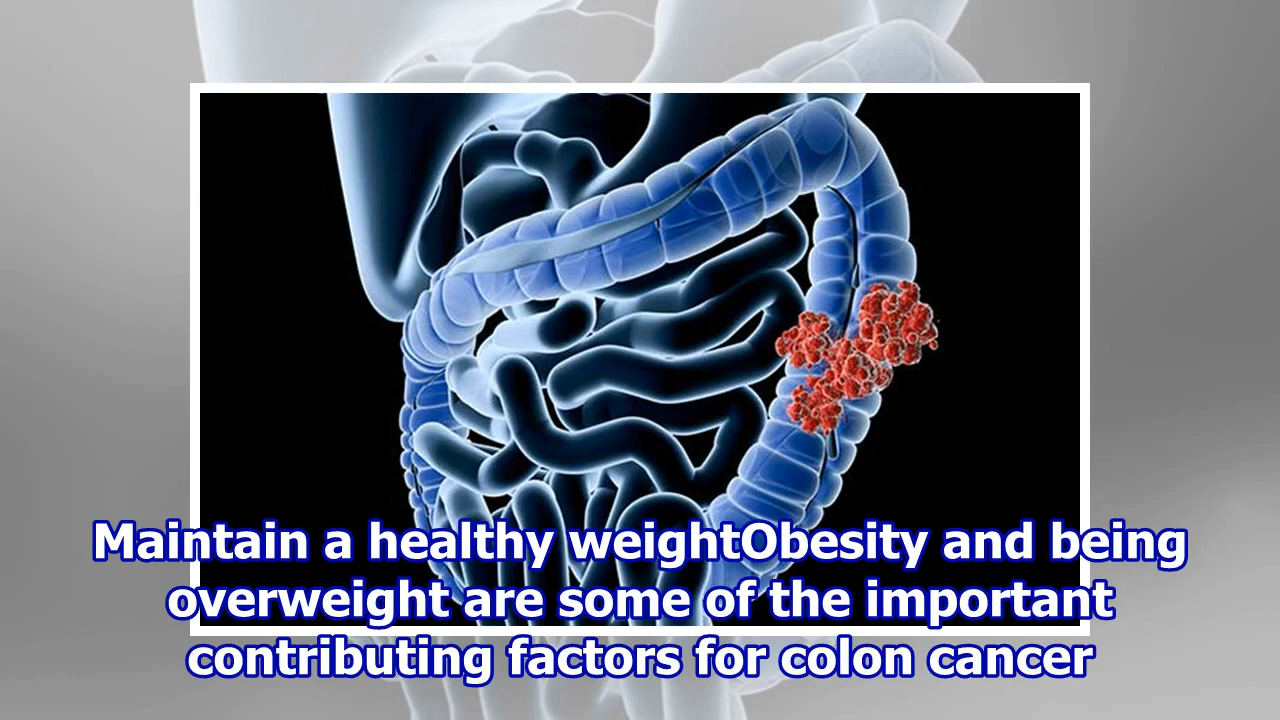 Maintain a healthy weightObesity and being
overweight are some of the important
contributing factors for colon cancer